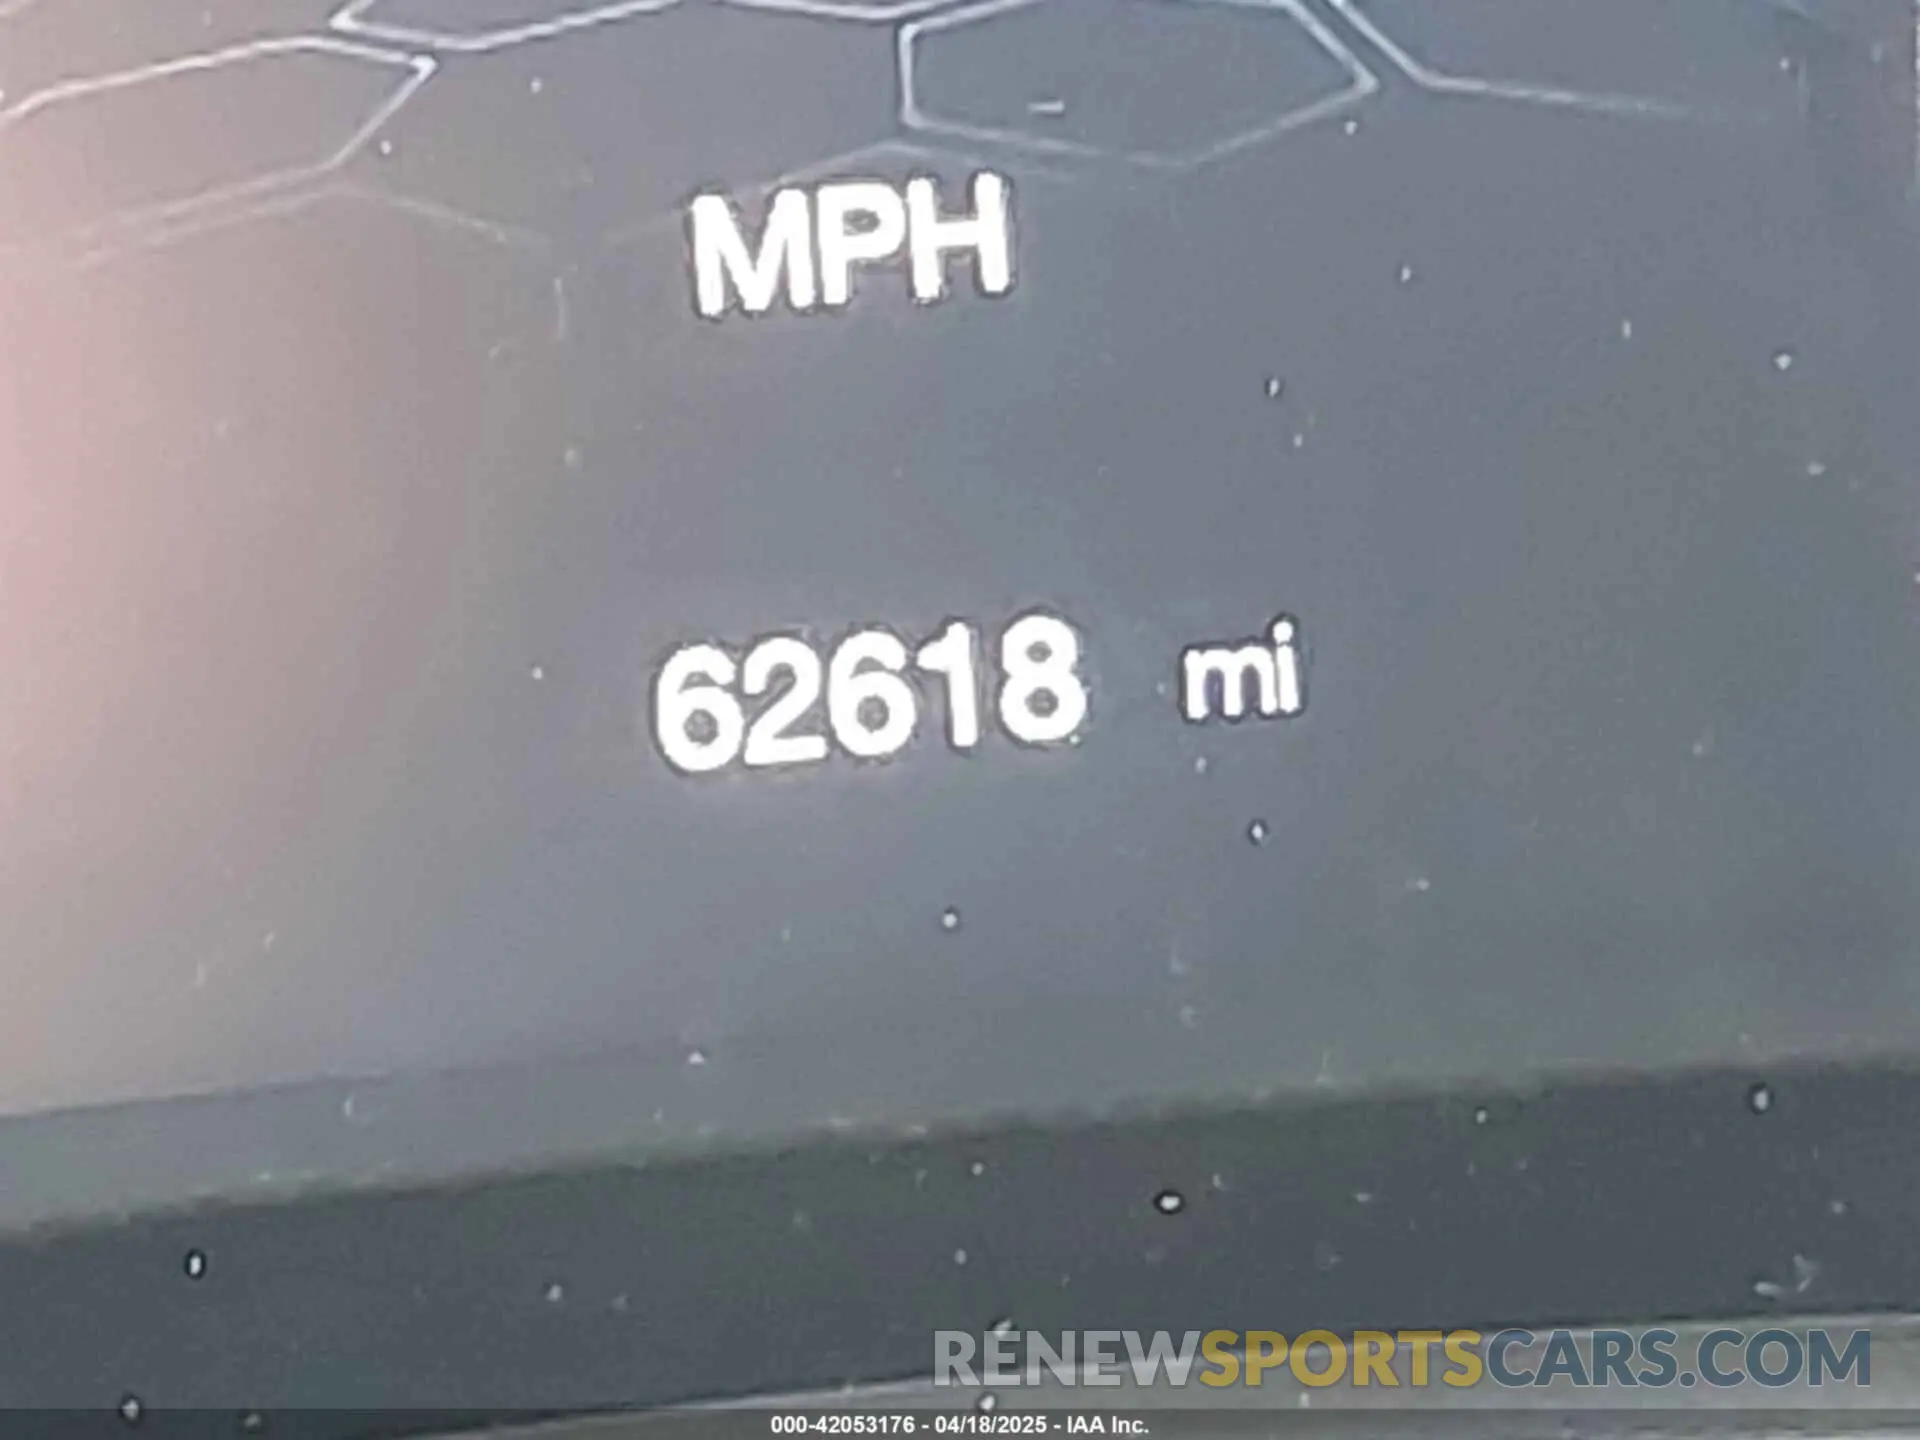 MPH
62618 mi
RENEWSPORTSCARS.COM
000-42053176 - 04/18/2025 - IAA Inc.